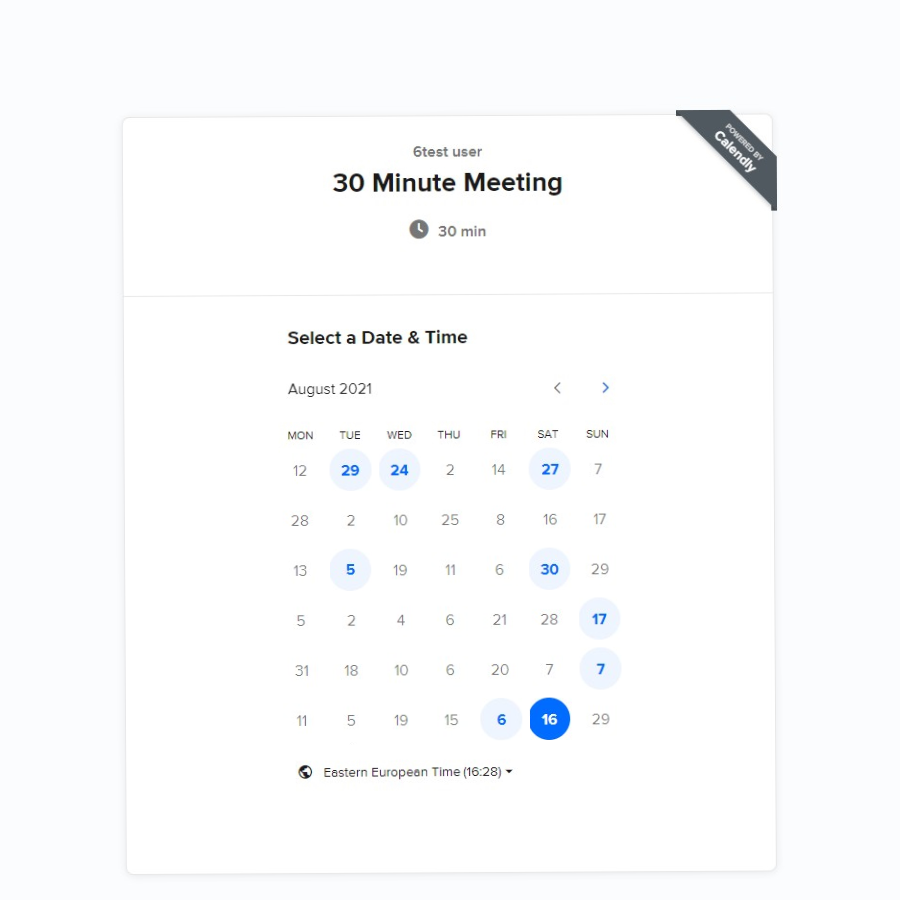 POWERED BY
Calendly
6test user
30 Minute Meeting
30 min
Select a Date & Time
August 2021
MON TUE WED THU FRI SAT SUN
12 29 24 2 14 27 7
28 2 10 25 8 16 17
13 5 19 11 6 30 29
5 2 4 6 21 28 17
31 18 10 6 20 7 7
11 5 19 15 6 16 29
Eastern European Time (16:28)